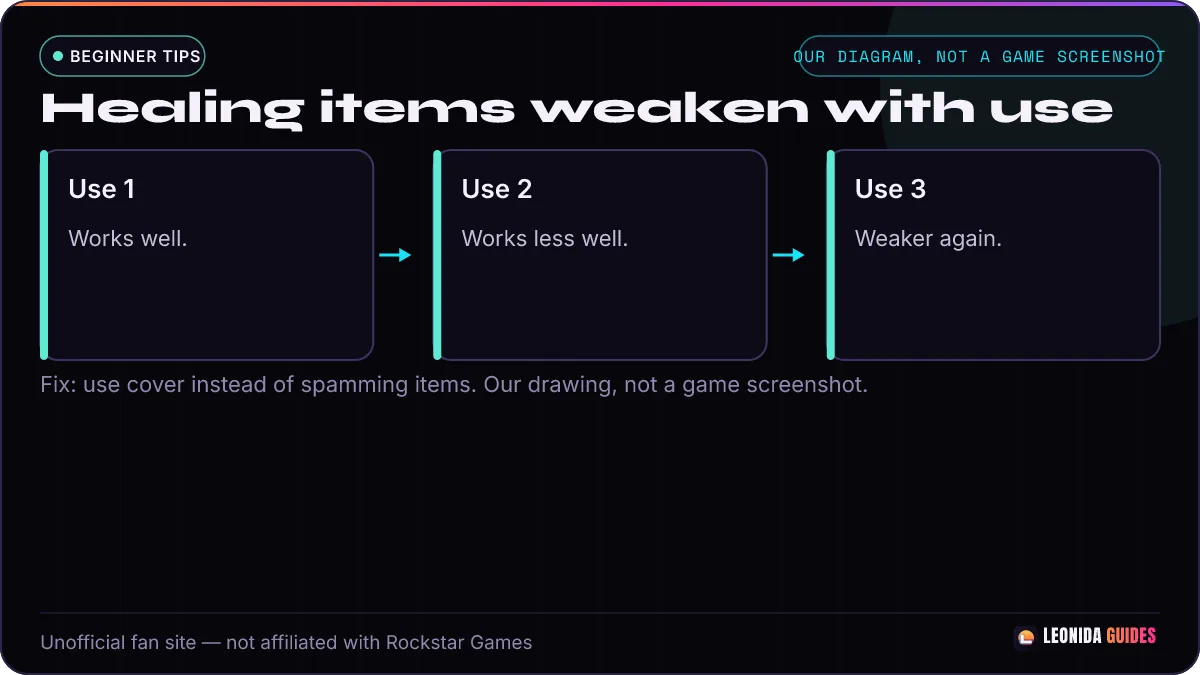 BEGINNER TIPS
OUR DIAGRAM, NOT A GAME SCREENSHOT
Healing items weaken with use
Use 1
Works well.
Use 2
Works less well.
Use 3
Weaker again.
Fix: use cover instead of spamming items. Our drawing, not a game screenshot.
Unofficial fan site — not affiliated with Rockstar Games
LEONIDA GUIDES